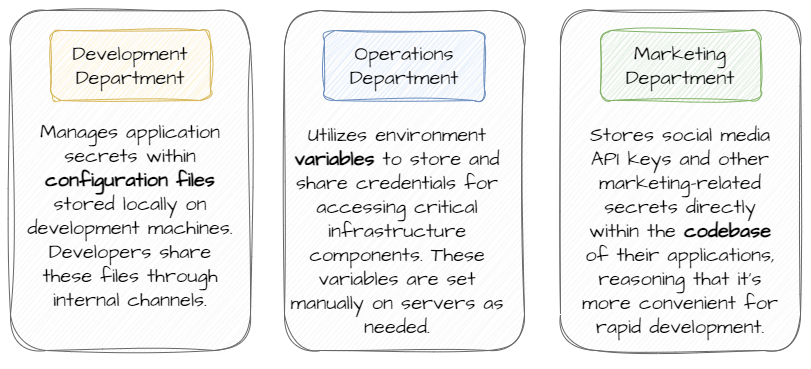 Development
Department
Manages application
secrets within
configuration files
stored locally on
development machines.
Developers share
these files through
internal channels.
Operations
Department
Utilizes environment
variables to store and
share credentials for
accessing critical
infrastructure
components. These
variables are set
manually on servers as
needed.
Marketing
Department
Stores social media
API keys and other
marketing-related
secrets directly
within the codebase
of their applications,
reasoning that it's
more convenient for
rapid development.